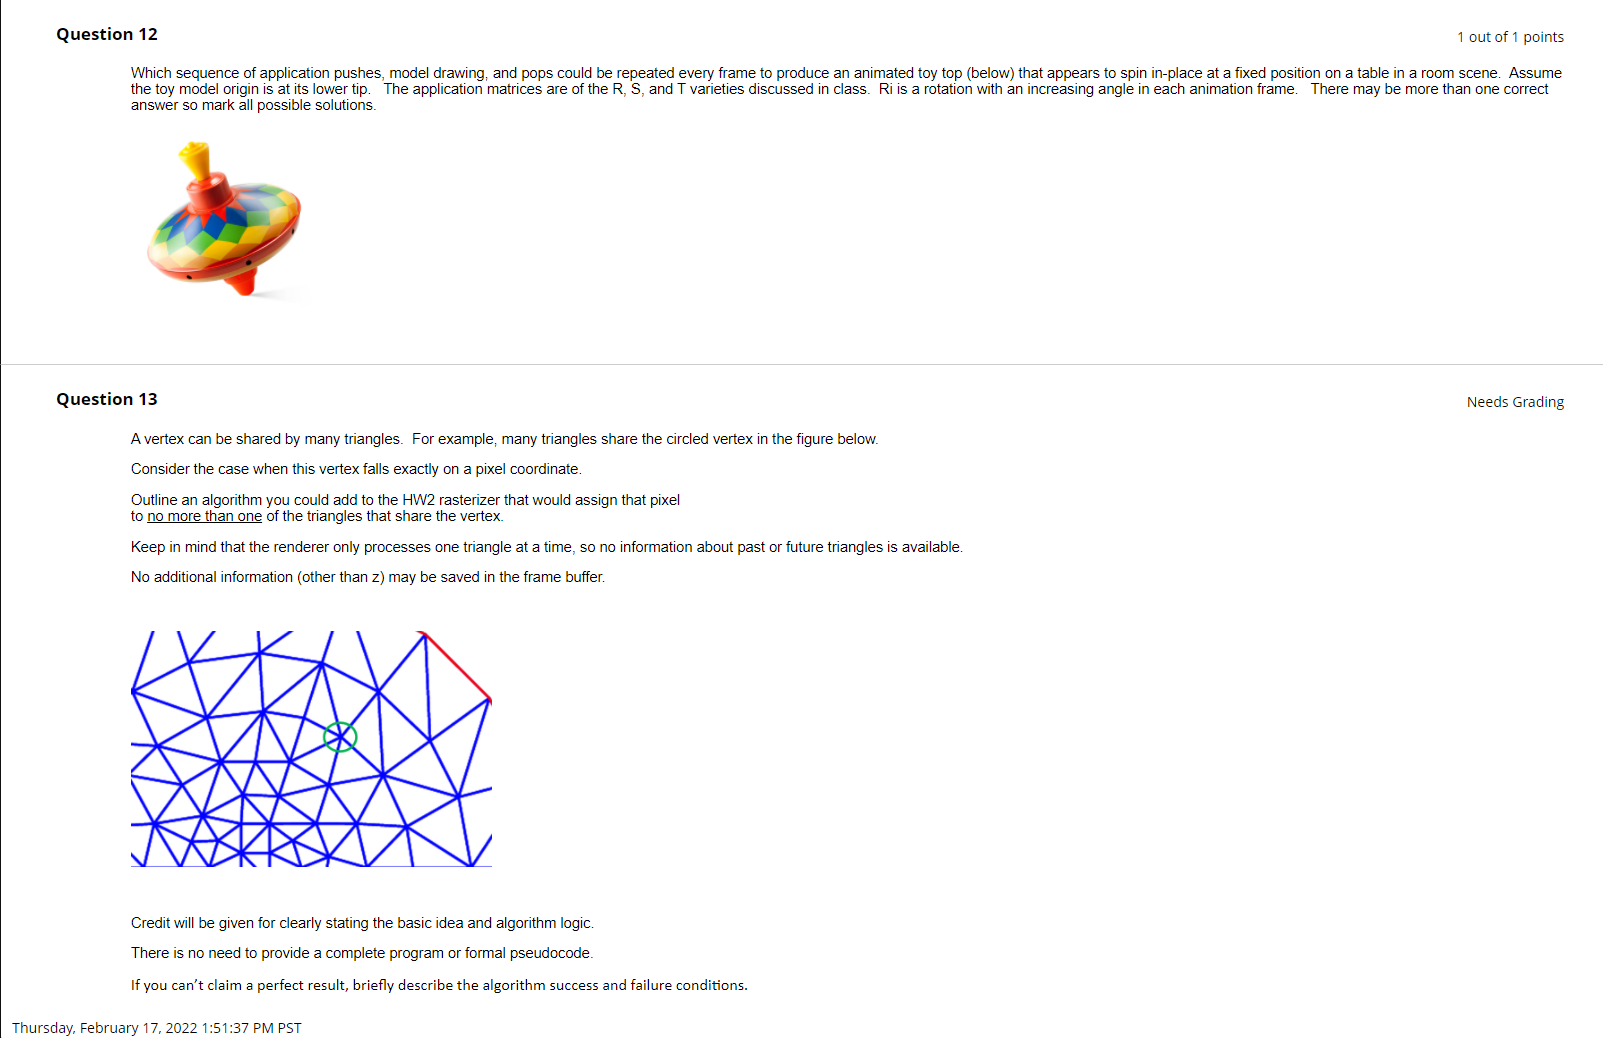 Question 12
1 out of 1 points
Which sequence of application pushes, model drawing, and pops could be repeated every frame to produce an animated toy top (below) that appears to spin in-place at a fixed position on a table in a room scene.  Assume
the toy model origin is at its lower tip.   The application matrices are of the R, S, and T varieties discussed in class.  Ri is a rotation with an increasing angle in each animation frame.   There may be more than one correct
answer so mark all possible solutions.
Question 13
Needs Grading
A vertex can be shared by many triangles.  For example, many triangles share the circled vertex in the figure below.
Consider the case when this vertex falls exactly on a pixel coordinate.
Outline an algorithm you could add to the HW2 rasterizer that would assign that pixel
to no more than one of the triangles that share the vertex.
Keep in mind that the renderer only processes one triangle at a time, so no information about past or future triangles is available.
No additional information (other than z) may be saved in the frame buffer.
Credit will be given for clearly stating the basic idea and algorithm logic.
There is no need to provide a complete program or formal pseudocode.
If you can't claim a perfect result, briefly describe the algorithm success and failure conditions.
Thursday, February 17, 2022 1:51:37 PM PST